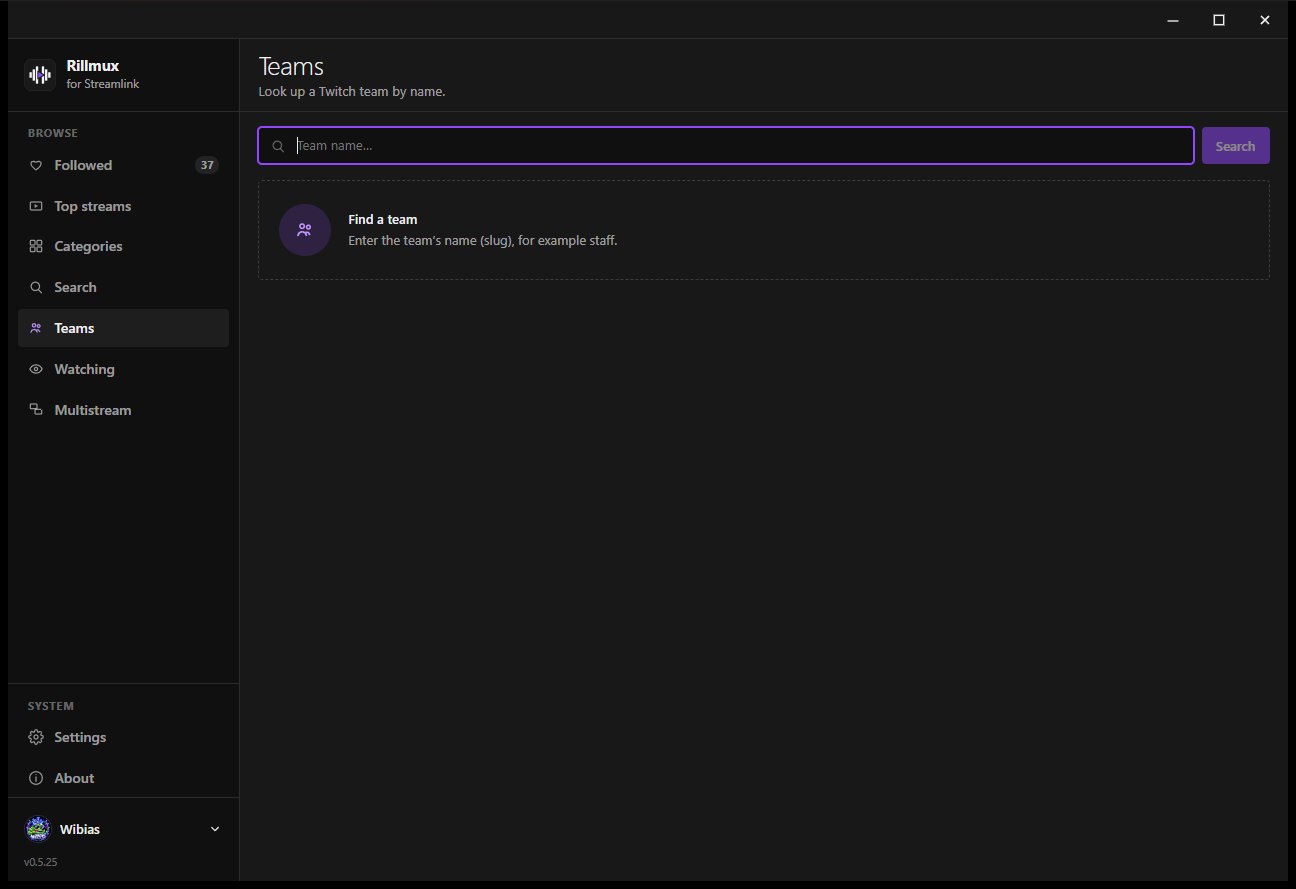 Rillmux
for Streamlink
BROWSE
Followed 37
Top streams
Categories
Search
Teams
Watching
Multistream
SYSTEM
Settings
About
Wibias
v0.5.25
Teams
Look up a Twitch team by name.
Team name...
Search
Find a team
Enter the team's name (slug), for example staff.